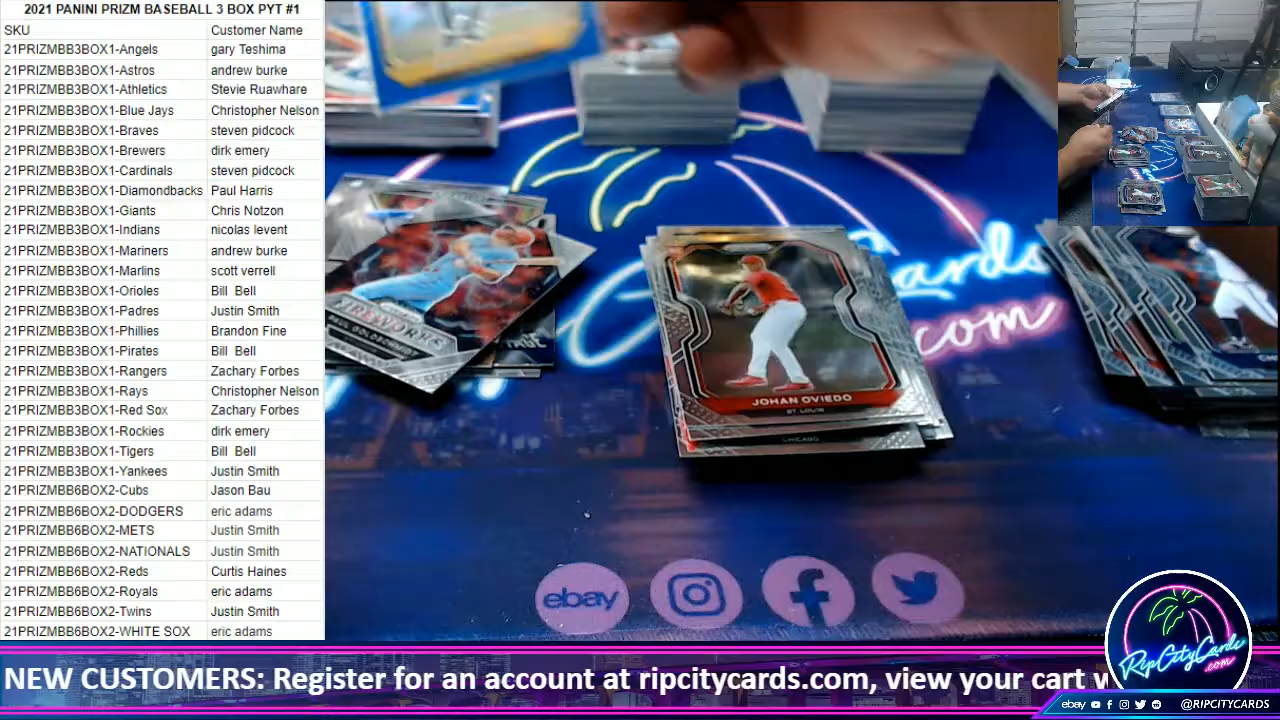 2021 PANINI PRIZM BASEBALL 3 BOX PYT #1
SKU Customer Name
21PRIZMBB3BOX1-Angels gary Teshima
21PRIZMBB3BOX1-Astros andrew burke
21PRIZMBB3BOX1-Athletics Stevie Ruawhare
21PRIZMBB3BOX1-Blue Jays Christopher Nelson
21PRIZMBB3BOX1-Braves steven pidcock
21PRIZMBB3BOX1-Brewers dirk emery
21PRIZMBB3BOX1-Cardinals steven pidcock
21PRIZMBB3BOX1-Diamondbacks Paul Harris
21PRIZMBB3BOX1-Giants Chris Notzon
21PRIZMBB3BOX1-Indians nicolas levent
21PRIZMBB3BOX1-Mariners andrew burke
21PRIZMBB3BOX1-Marlins scott verrell
21PRIZMBB3BOX1-Orioles Bill Bell
21PRIZMBB3BOX1-Padres Justin Smith
21PRIZMBB3BOX1-Phillies Brandon Fine
21PRIZMBB3BOX1-Pirates Bill Bell
21PRIZMBB3BOX1-Rangers Zachary Forbes
21PRIZMBB3BOX1-Rays Christopher Nelson
21PRIZMBB3BOX1-Red Sox Zachary Forbes
21PRIZMBB3BOX1-Rockies dirk emery
21PRIZMBB3BOX1-Tigers Bill Bell
21PRIZMBB3BOX1-Yankees Justin Smith
21PRIZMBB6BOX2-Cubs Jason Bau
21PRIZMBB6BOX2-DODGERS eric adams
21PRIZMBB6BOX2-METS Justin Smith
21PRIZMBB6BOX2-NATIONALS Justin Smith
21PRIZMBB6BOX2-Reds Curtis Haines
21PRIZMBB6BOX2-Royals eric adams
21PRIZMBB6BOX2-Twins Justin Smith
21PRIZMBB6BOX2-WHITE SOX eric adams
FIREWORKS
PAUL GOLDSCHMIDT
JOHAN OVIEDO
ST. LOUIS
CHICAGO
Cards
.com
ebay
NEW CUSTOMERS: Register for an account at ripcitycards.com, view your cart
RipCityCards
.com
ebay @RIPCITYCARDS